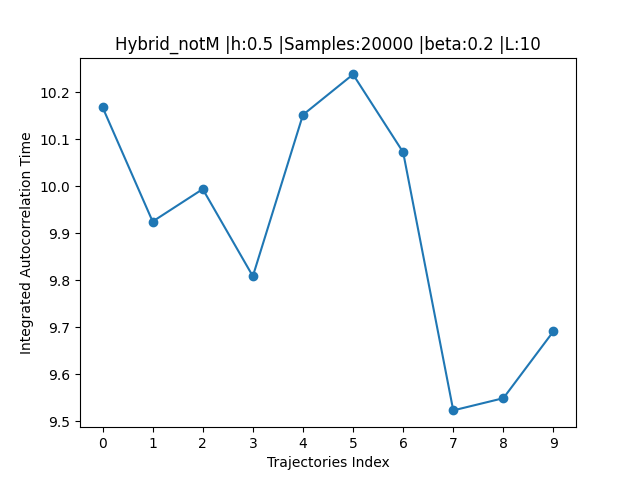 Hybrid_notM |h:0.5 |Samples:20000 |beta:0.2 |L:10
Integrated Autocorrelation Time
10.2
10.1
10.0
9.9
9.8
9.7
9.6
9.5
0 1 2 3 4 5 6 7 8 9
Trajectories Index